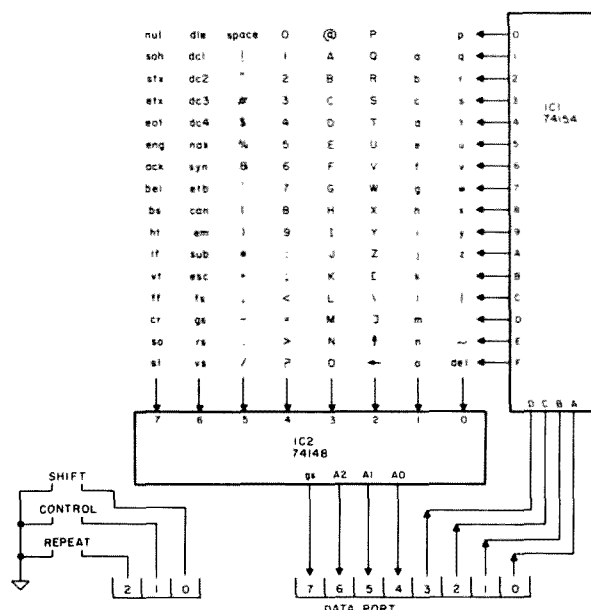 nul dle space 0 @ P p 0
soh dc1 ! 1 A Q a q 1
stx dc2 " 2 B R b r 2
etx dc3 # 3 C S c s 3
eot dc4 $ 4 D T d t 4
enq nak % 5 E U e u 5
ack syn & 6 F V f v 6
bel etb ' 7 G W g w 7
bs can ( 8 H X h x 8
ht em ) 9 I Y i y 9
lf sub * : J Z j z A
vt esc + ; K [ k B
ff fs , < L \ l | C
cr gs - = M ] m D
so rs . > N ↑ n ~ E
si vs / ? O ← o del F
IC1
74154
D C B A
7 6 5 4 3 2 1 0
IC2
74148
gs A2 A1 A0
SHIFT
CONTROL
REPEAT
2 1 0
7 6 5 4 3 2 1 0
DATA PORT